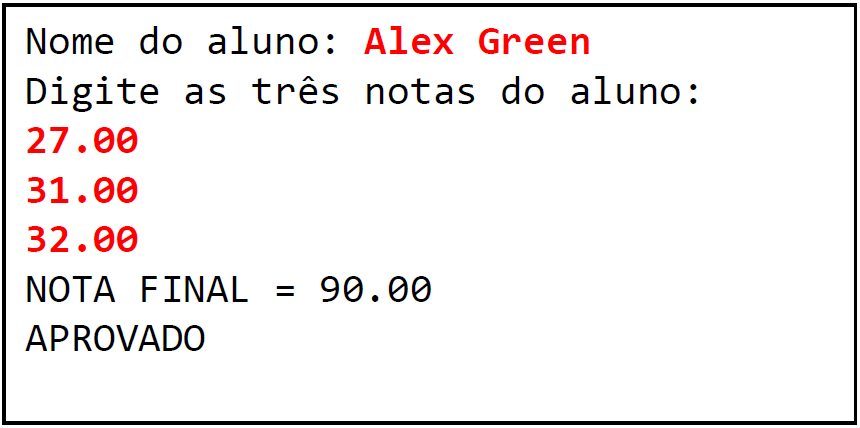 Nome do aluno: Alex Green
Digite as três notas do aluno:
27.00
31.00
32.00
NOTA FINAL = 90.00
APROVADO